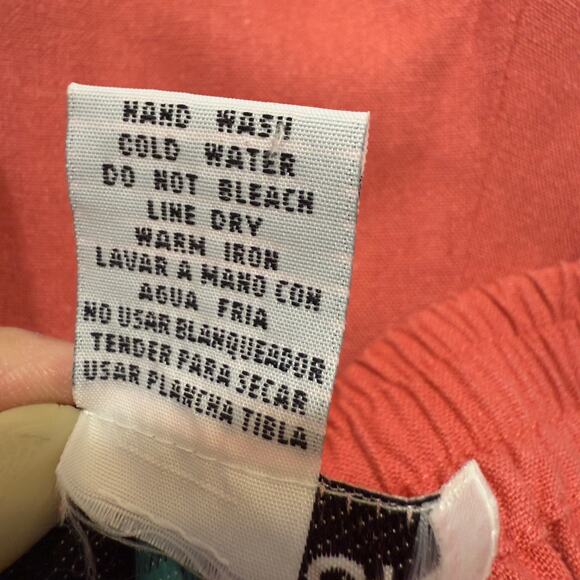 HAND WASH
COLD WATER
DO NOT BLEACH
LINE DRY
WARM IRON
LAVAR A MANO CON
AGUA FRIA
NO USAR BLANQUEADOR
TENDER PARA SECAR
USAR PLANCHA TIBLA